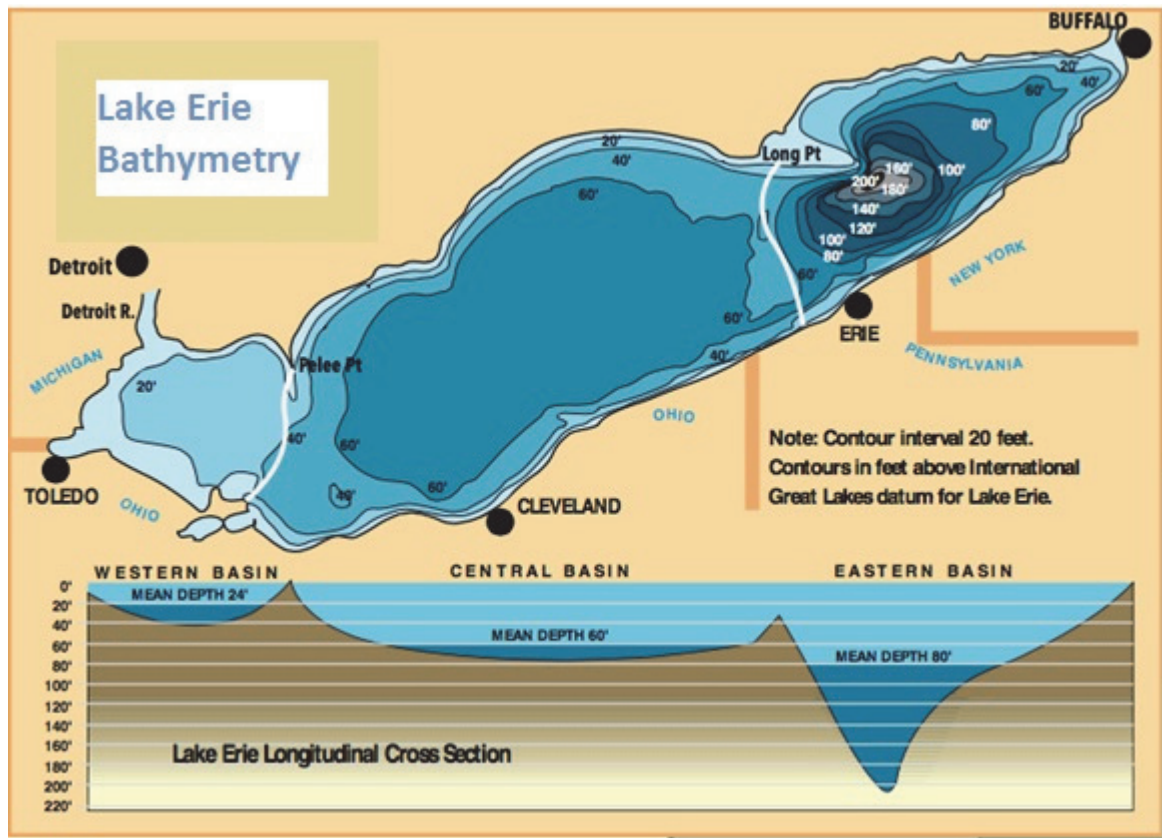 BUFFALO
Lake Erie
Bathymetry
20'
40'
60'
80'
20'
40'
Long Pt
160'
100'
200'
180'
60'
140'
120'
100'
80'
Detroit
60'
NEW YORK
Detroit R.
60'
ERIE
MICHIGAN
Pelee Pt
40'
PENNSYLVANIA
20'
OHIO
40'
60'
Note: Contour interval 20 feet.
Contours in feet above International
Great Lakes datum for Lake Erie.
TOLEDO
60'
40'
OHIO
CLEVELAND
WESTERN BASIN
CENTRAL BASIN
EASTERN BASIN
0'
MEAN DEPTH 24'
20'
40'
MEAN DEPTH 60'
60'
MEAN DEPTH 80'
80'
100'
120'
140'
Lake Erie Longitudinal Cross Section
160'
180'
200'
220'